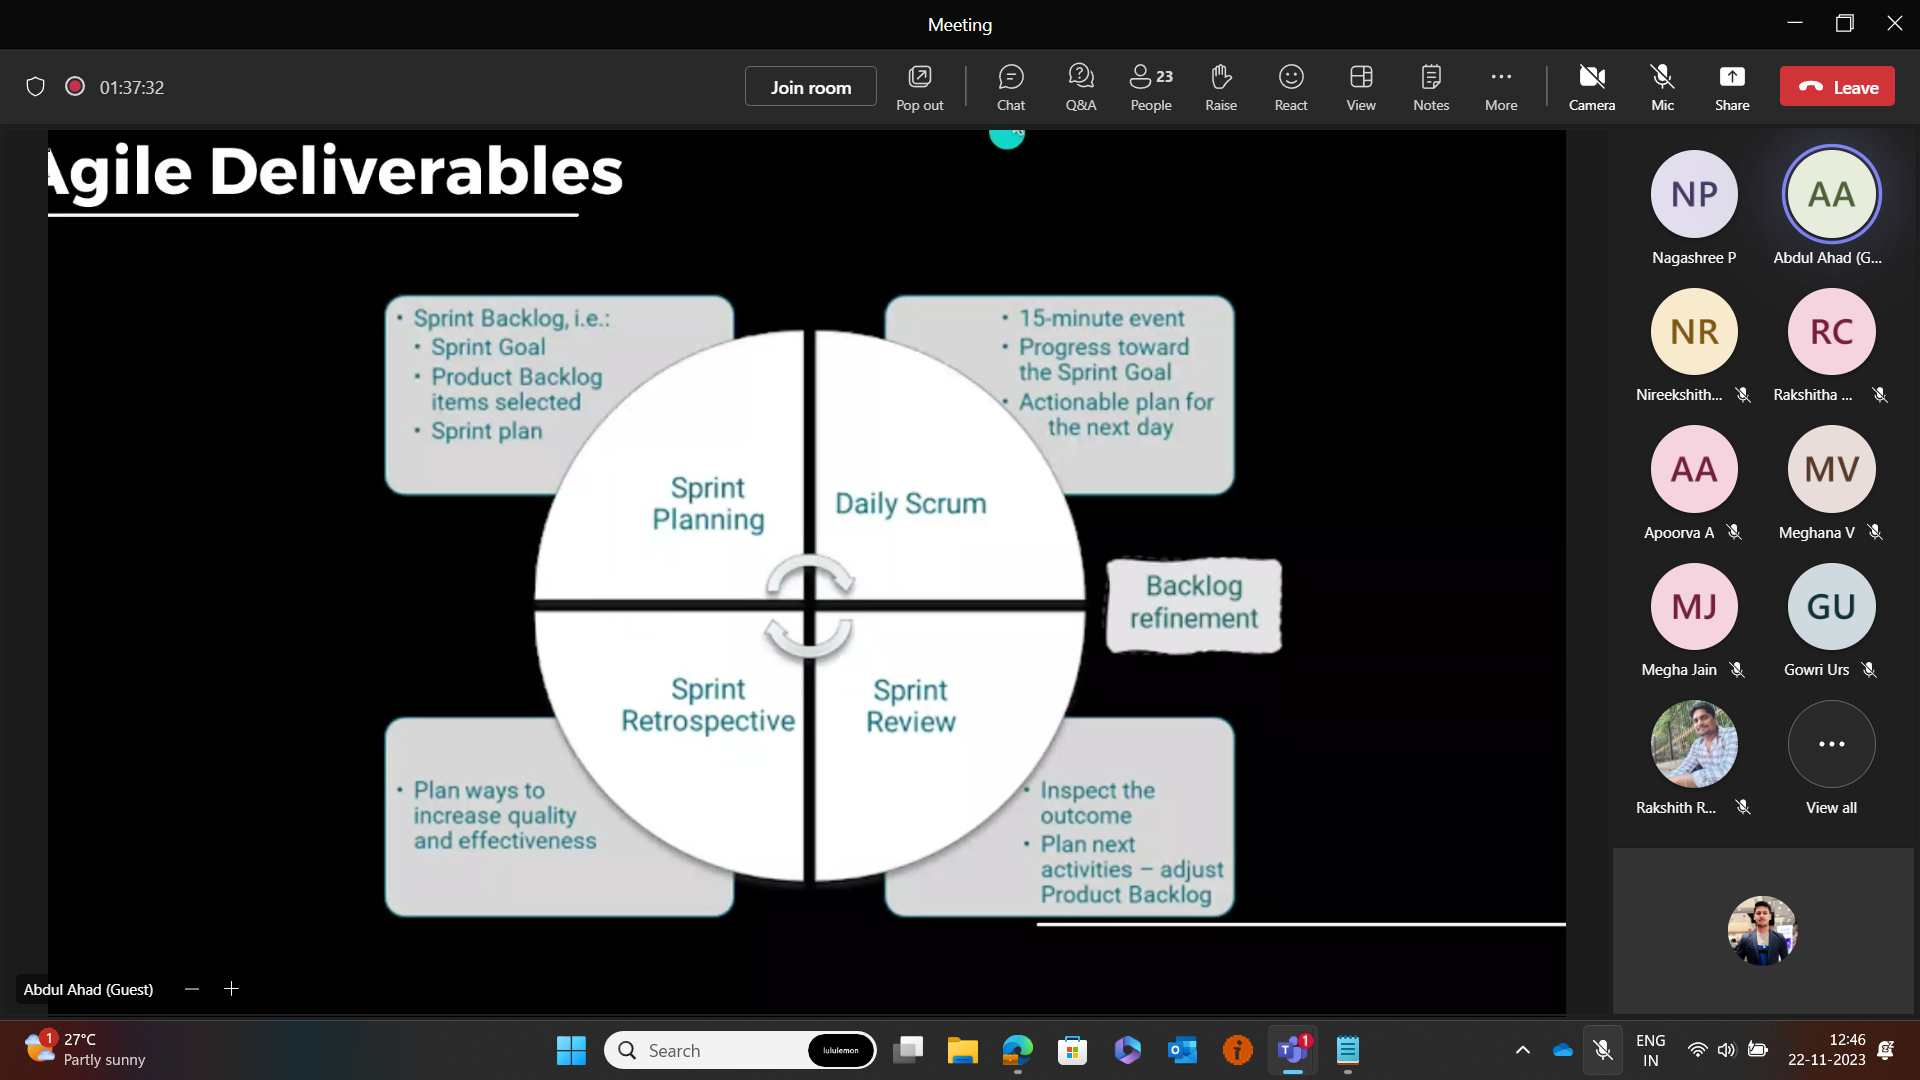 Meeting
01:37:32
Join room
Pop out
Chat
Q&A
23
People
Raise
React
View
Notes
More
Camera
Mic
Share
Leave
Agile Deliverables
• Sprint Backlog, i.e.:
• Sprint Goal
• Product Backlog
items selected
• Sprint plan
• 15-minute event
• Progress toward
the Sprint Goal
• Actionable plan for
the next day
Sprint
Planning
Daily Scrum
Backlog
refinement
Sprint
Retrospective
Sprint
Review
• Plan ways to
increase quality
and effectiveness
• Inspect the
outcome
• Plan next
activities – adjust
Product Backlog
NP
Nagashree P
AA
Abdul Ahad (G...
NR
Nireekshith...
RC
Rakshitha ...
AA
Apoorva A
MV
Meghana V
MJ
Megha Jain
GU
Gowri Urs
Rakshith R...
View all
Abdul Ahad (Guest)
1
27°C
Partly sunny
Search
lululemon
1
ENG
IN
12:46
22-11-2023